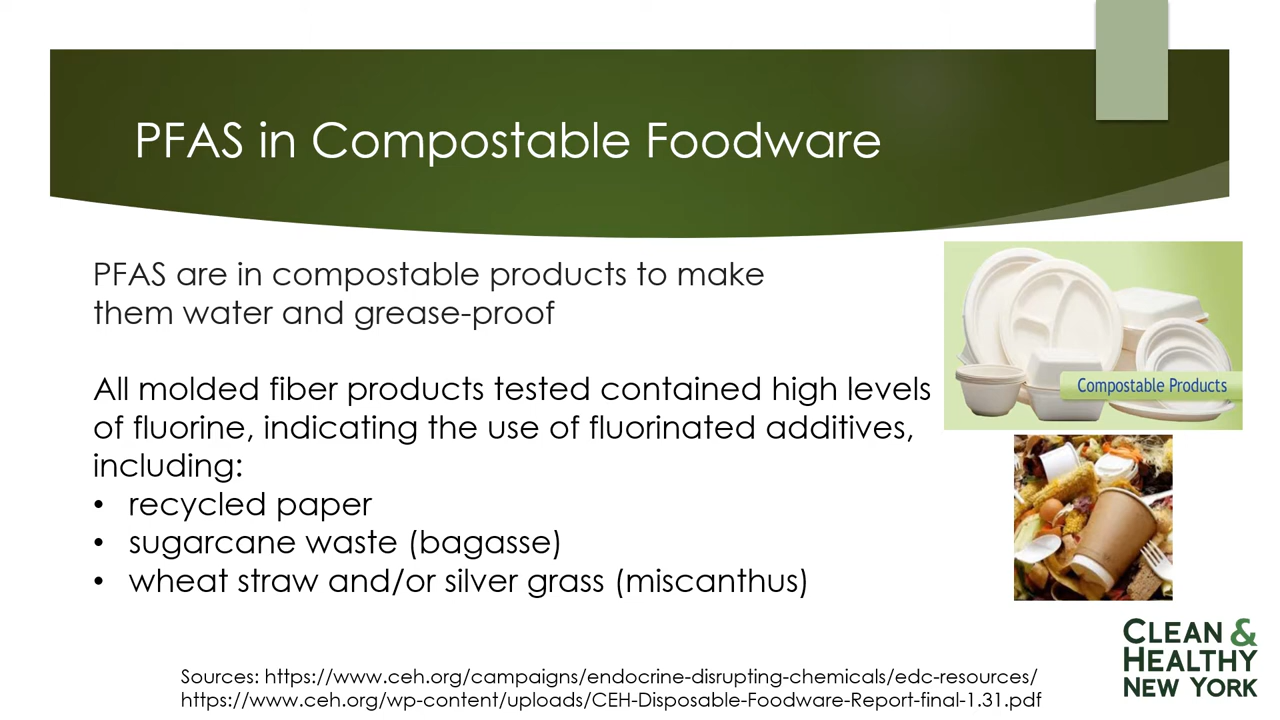 PFAS in Compostable Foodware
PFAS are in compostable products to make
them water and grease-proof
All molded fiber products tested contained high levels
of fluorine, indicating the use of fluorinated additives,
including:
• recycled paper
• sugarcane waste (bagasse)
• wheat straw and/or silver grass (miscanthus)
Compostable Products
Sources: https://www.ceh.org/campaigns/endocrine-disrupting-chemicals/edc-resources/
https://www.ceh.org/wp-content/uploads/CEH-Disposable-Foodware-Report-final-1.31.pdf
CLEAN &
HEALTHY
NEW YORK